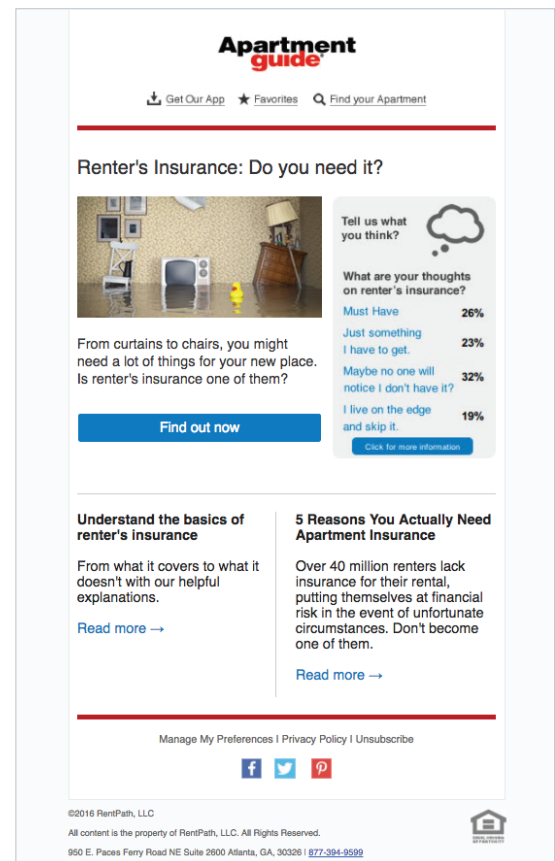 Apartment
guide
Get Our App Favorites Find your Apartment
Renter's Insurance: Do you need it?
From curtains to chairs, you might
need a lot of things for your new place.
Is renter's insurance one of them?
Find out now
Tell us what
you think?
What are your thoughts
on renter's insurance?
Must Have 26%
Just something
I have to get. 23%
Maybe no one will
notice I don't have it? 32%
I live on the edge
and skip it. 19%
Click for more information
Understand the basics of
renter's insurance
From what it covers to what it
doesn't with our helpful
explanations.
Read more →
5 Reasons You Actually Need
Apartment Insurance
Over 40 million renters lack
insurance for their rental,
putting themselves at financial
risk in the event of unfortunate
circumstances. Don't become
one of them.
Read more →
Manage My Preferences | Privacy Policy | Unsubscribe
©2016 RentPath, LLC
All content is the property of RentPath, LLC. All Rights Reserved.
950 E. Paces Ferry Road NE Suite 2600 Atlanta, GA, 30326 | 877-394-9599
EQUAL HOUSING
OPPORTUNITY